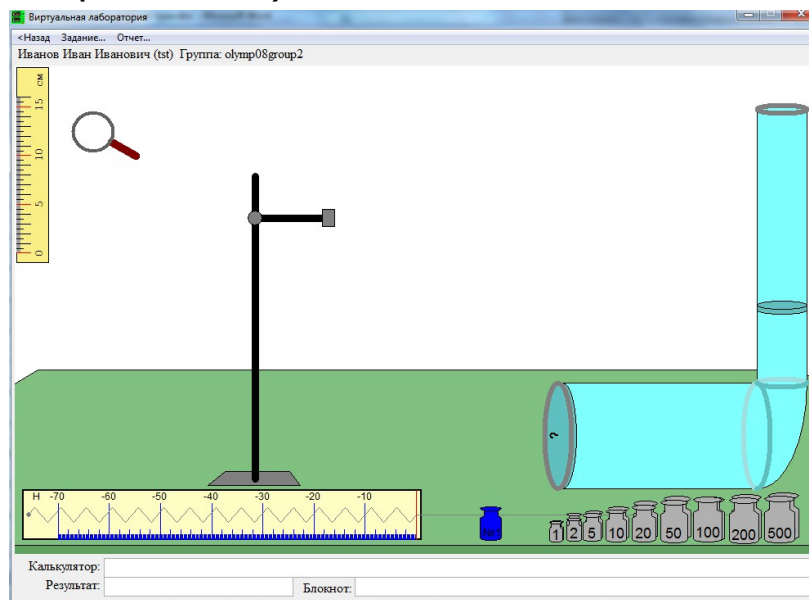 Виртуальная лаборатория
<Назад Задание... Отчет...
Иванов Иван Иванович (tst) Группа: olymp08group2
см
15
10
5
0
?
Н -70 -60 -50 -40 -30 -20 -10
№1
1 2 5 10 20 50 100 200 500
Калькулятор:
Результат: Блокнот: